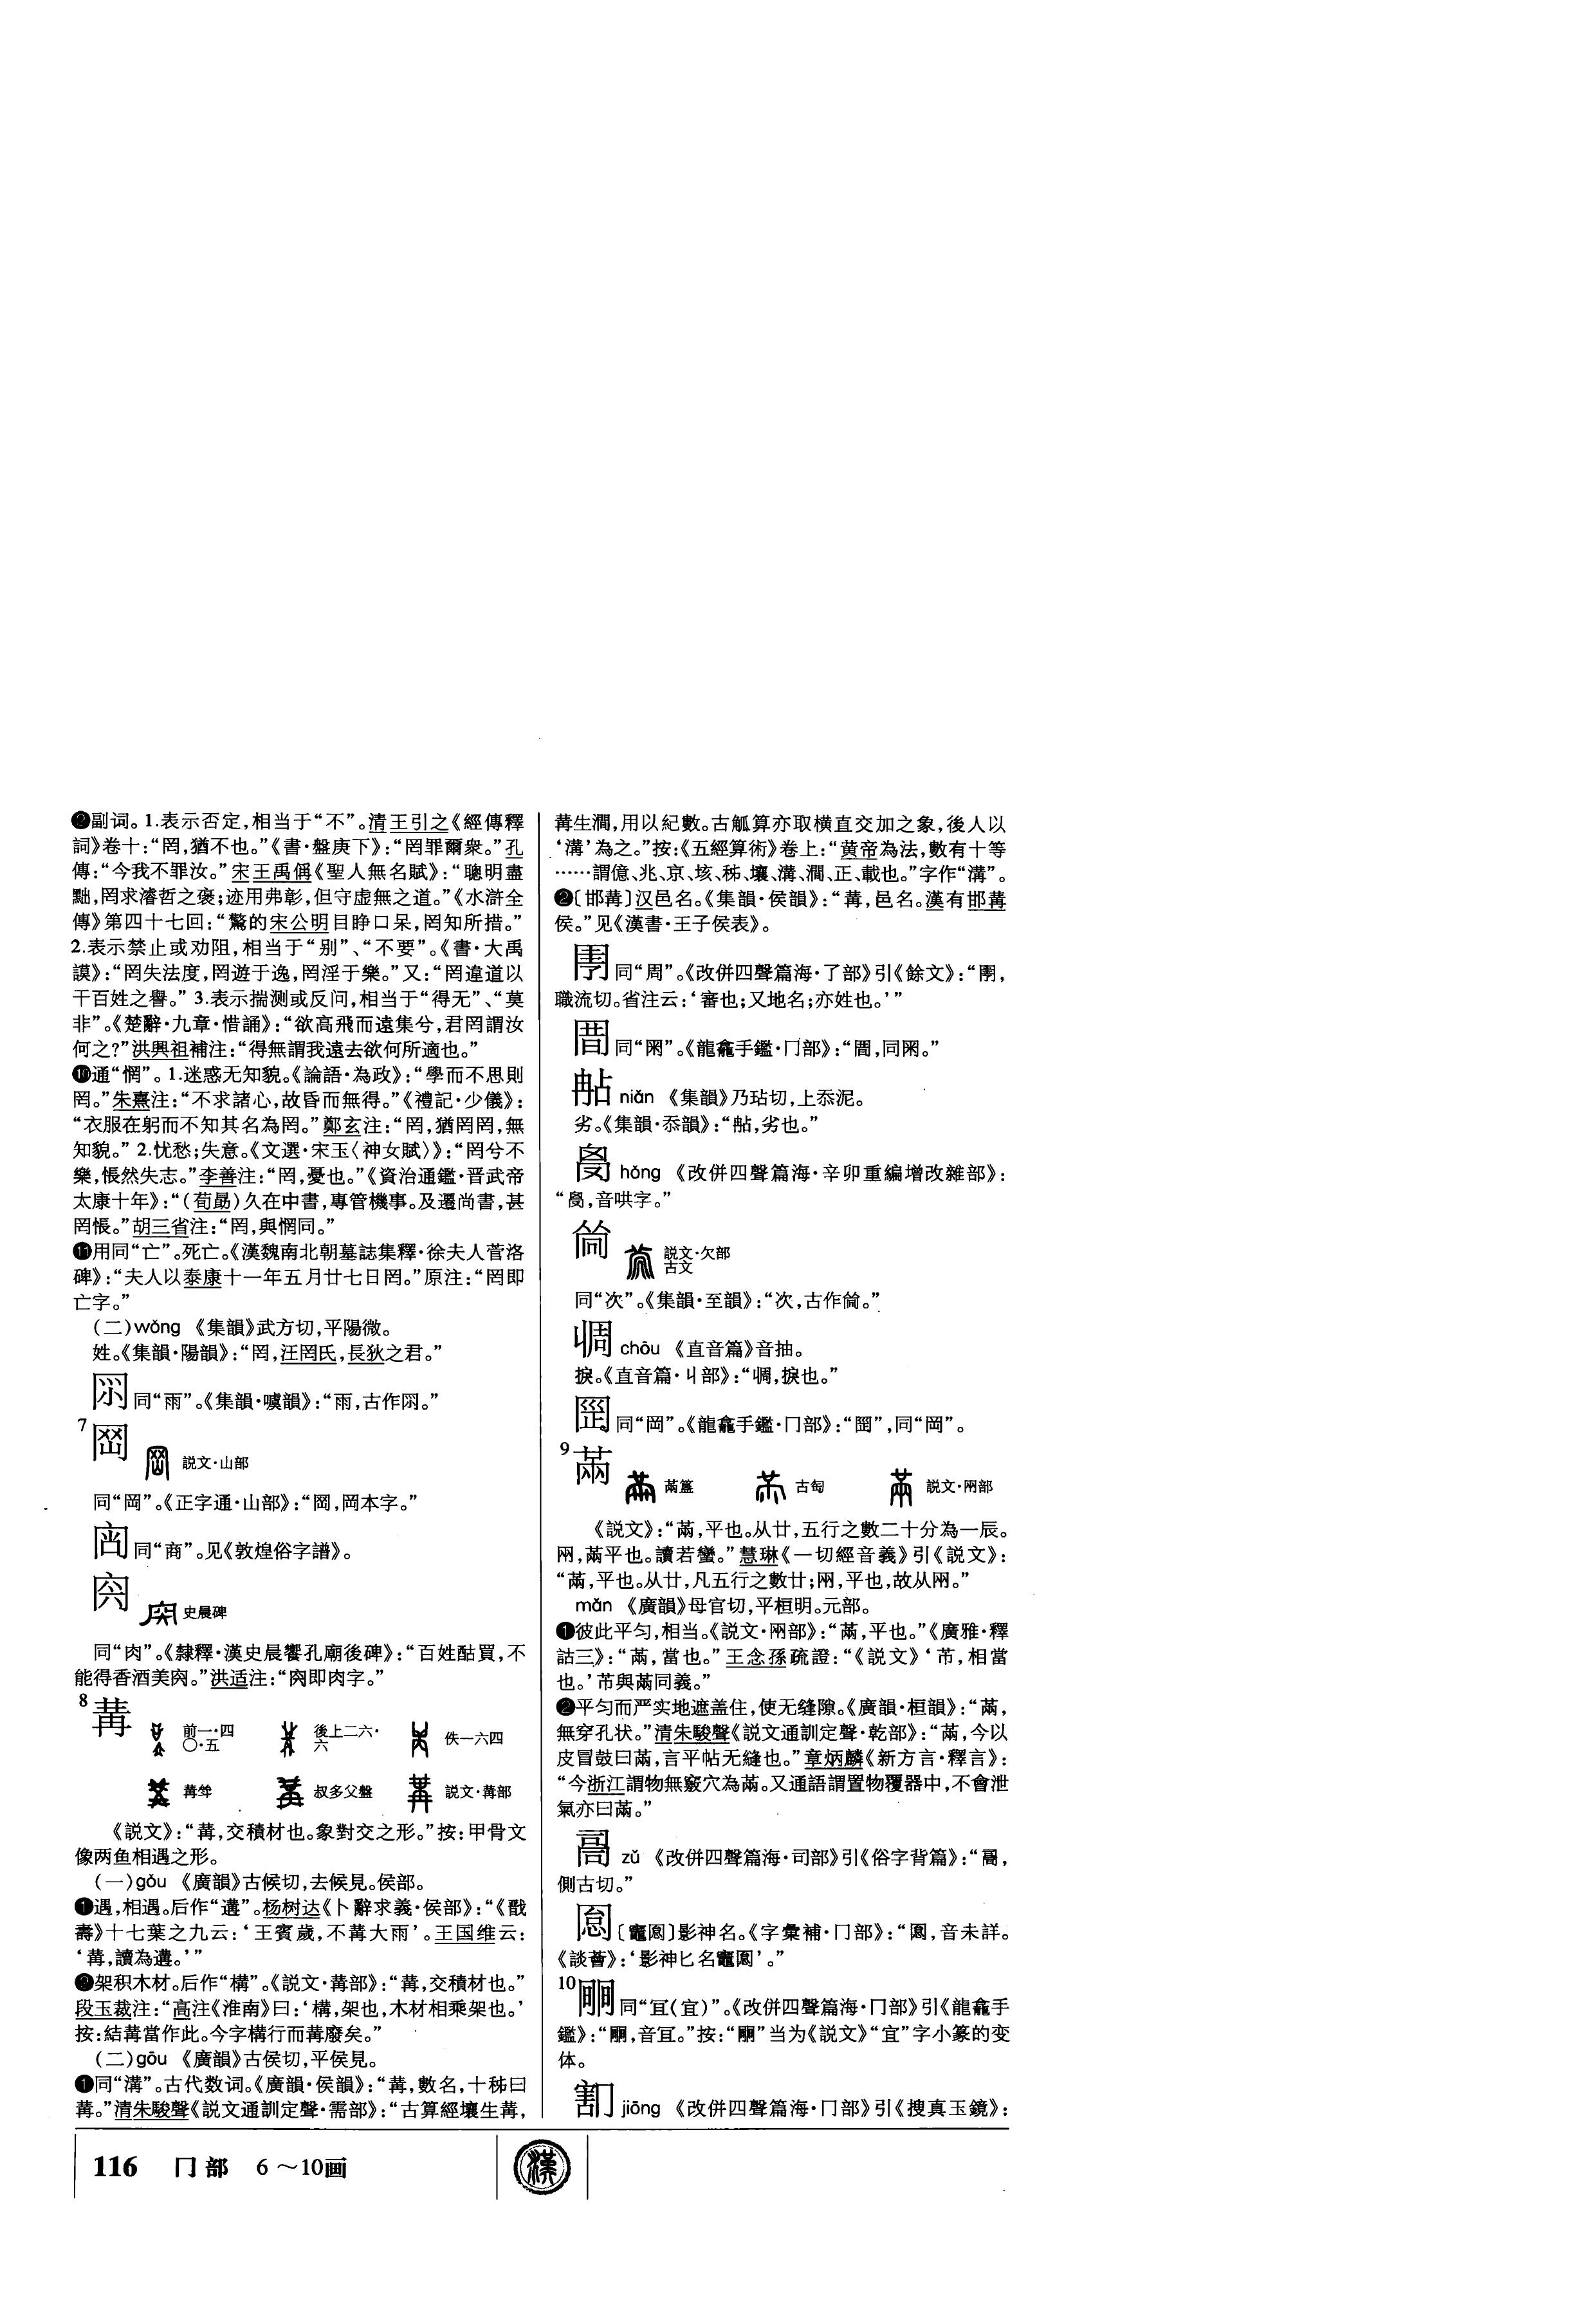 ❾副词。1.表示否定,相当于“不”。清王引之《經傳釋
詞》卷十:“罔,猶不也。”《書·盤庚下》:“罔罪爾衆。”孔
傳:“今我不罪汝。”宋王禹偁《聖人無名賦》:“聰明盡
黜,罔求濬哲之褒;迹用弗彰,但守虚無之道。”《水滸全
傳》第四十七回:“驚的宋公明目睁口呆,罔知所措。”
2.表示禁止或劝阻,相当于“别”、“不要”。《書·大禹
謨》:“罔失法度,罔遊于逸,罔淫于樂。”又:“罔違道以
干百姓之譽。” 3.表示揣测或反问,相当于“得无”、“莫
非”。《楚辭·九章·惜誦》:“欲高飛而遠集兮,君罔謂汝
何之?”洪興祖補注:“得無謂我遠去欲何所適也。”
❿通“惘”。1.迷惑无知貌。《論語·為政》:“學而不思則
罔。”朱熹注:“不求諸心,故昏而無得。”《禮記·少儀》:
“衣服在躬而不知其名為罔。”鄭玄注:“罔,猶罔罔,無
知貌。” 2.忧愁;失意。《文選·宋玉〈神女賦〉》:“罔兮不
樂,悵然失志。”李善注:“罔,憂也。”《資治通鑑·晋武帝
太康十年》:“(荀勗)久在中書,專管機事。及遷尚書,甚
罔悵。”胡三省注:“罔,與惘同。”
⓫用同“亡”。死亡。《漢魏南北朝墓誌集釋·徐夫人菅洛
碑》:“夫人以泰康十一年五月廿七日罔。”原注:“罔即
亡字。”
(二)wǒng 《集韻》武方切,平陽微。
姓。《集韻·陽韻》:“罔,汪罔氏,長狄之君。”
同“雨”。《集韻·噳韻》:“雨,古作𠕒。”
7
説文·山部
同“岡”。《正字通·山部》:“𡶩,岡本字。”
同“商”。见《敦煌俗字譜》。
史晨碑
同“肉”。《隸釋·漢史晨饗孔廟後碑》:“百姓酤買,不
能得香酒美宍。”洪适注:“宍即肉字。”
8 冓
前一·四〇·五 後上二六·六 佚一六四
冓斝 叔多父盤 説文·冓部
《説文》:“冓,交積材也。象對交之形。”按:甲骨文
像两鱼相遇之形。
(一)gǒu 《廣韻》古候切,去候見。侯部。
❶遇,相遇。后作“遘”。杨树达《卜辭求義·侯部》:“《戬
壽》十七葉之九云:‘王賓歲,不冓大雨’。王国维云:
‘冓,讀為遘。’”
❷架积木材。后作“構”。《説文·冓部》:“冓,交積材也。”
段玉裁注:“高注《淮南》曰:‘構,架也,木材相乘架也。’
按:結冓當作此。今字構行而冓廢矣。”
(二)gōu 《廣韻》古侯切,平侯見。
❶同“溝”。古代数词。《廣韻·侯韻》:“冓,數名,十秭曰
冓。”清朱駿聲《説文通訓定聲·需部》:“古算經壤生冓,
冓生澗,用以紀數。古觚算亦取横直交加之象,後人以
‘溝’為之。”按:《五經算術》卷上:“黄帝為法,數有十等
……謂億、兆、京、垓、秭、壤、溝、澗、正、載也。”字作“溝”。
❷〔邯冓〕汉邑名。《集韻·侯韻》:“冓,邑名。漢有邯冓
侯。”见《漢書·王子侯表》。
同“周”。《改併四聲篇海·了部》引《餘文》:
職流切。省注云:‘審也;又地名;亦姓也。’”
同“罔”。《龍龕手鑑·冂部》:
niǎn 《集韻》乃玷切,上忝泥。
劣。《集韻·忝韻》:“𠕞,劣也。”
hǒng 《改併四聲篇海·辛卯重編增改雜部》:
音哄字。”
説文·欠部古文
同“次”。《集韻·至韻》:“次,古作𠕞。”
chōu 《直音篇》音抽。
捩。《直音篇·丩部》:
同“岡”。《龍龕手鑑·冂部》:
9 㒼
㒼簋 古匋 説文·㒳部
《説文》:“㒼,平也。从廿,五行之數二十分為一辰。
㒳,㒼平也。讀若蠻。”慧琳《一切經音義》引《説文》:
“㒼,平也。从廿,凡五行之數廿;㒳,平也,故从㒳。”
mǎn 《廣韻》母官切,平桓明。元部。
❶彼此平匀,相当。《説文·㒳部》:“㒼,平也。”《廣雅·釋
詁三》:“㒼,當也。”王念孫疏證:“《説文》‘芇,相當
也。’芇與㒼同義。”
❷平匀而严实地遮盖住,使无缝隙。《廣韻·桓韻》:“㒼,
無穿孔状。”清朱駿聲《説文通訓定聲·乾部》:“㒼,今以
皮冒鼓曰㒼,言平帖无縫也。”章炳麟《新方言·釋言》:
“今浙江謂物無竅穴為㒼。又通語謂置物覆器中,不會泄
氣亦曰㒼。”
zǔ 《改併四聲篇海·司部》引《俗字背篇》:
側古切。”
影神名。《字彙補·冂部》:
音未詳。
《談薈》:‘影神匕名
10
同“冝(宜)”。《改併四聲篇海·冂部》引《龍龕手
鑑》:
音冝。”按:
当为《説文》“宜”字小篆的变
体。
jiōng 《改併四聲篇海·冂部》引《搜真玉鏡》:
116 冂部 6～10画
漢